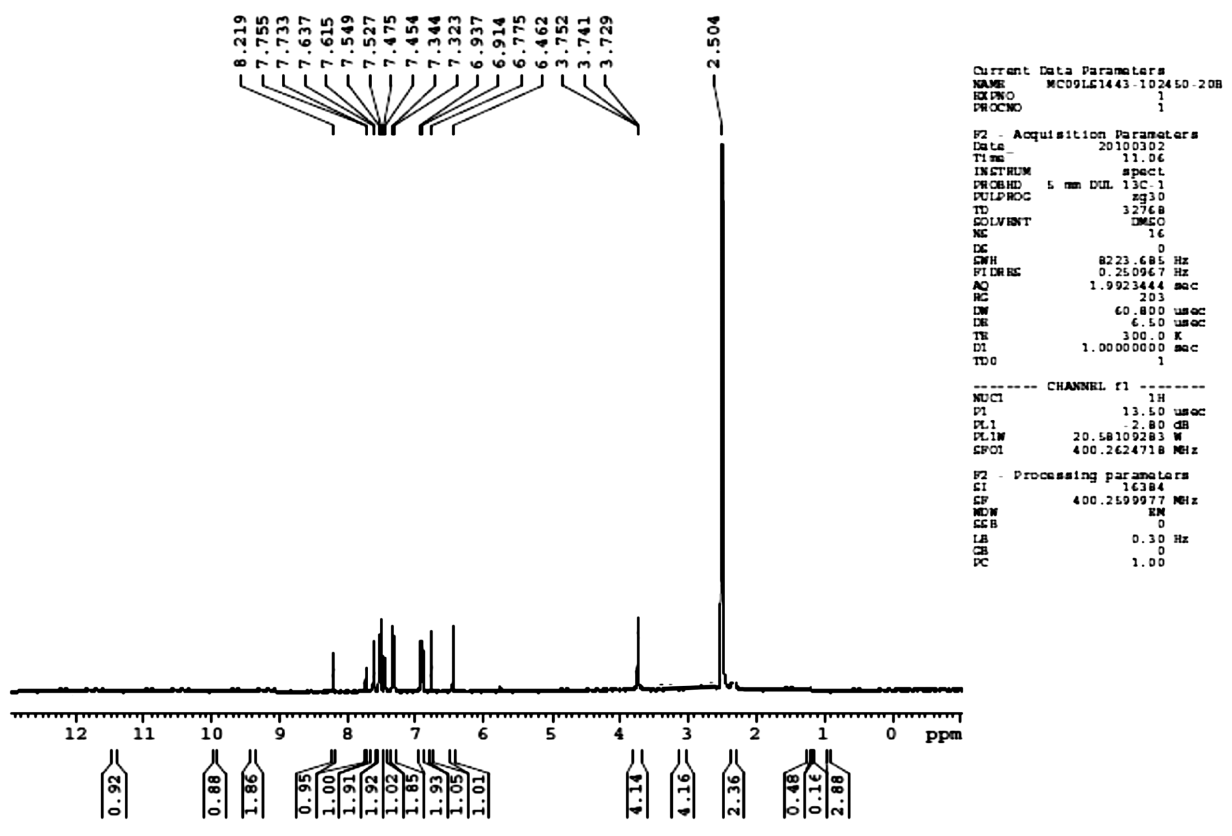 8.219
7.755
7.733
7.637
7.615
7.549
7.527
7.475
7.454
7.344
7.323
6.937
6.914
6.775
6.462
3.752
3.741
3.729
2.504
Current Data Parameters
NAME MC09LS1443-102450-20B
EXPNO 1
PROCNO 1
F2 - Acquisition Parameters
Date_ 20100302
Time 11.06
INSTRUM spect
PROBHD 5 mm DUL 13C-1
PULPROG zg30
TD 32768
SOLVENT DMSO
NS 16
DS 0
SWH 8223.685 Hz
FIDRES 0.250967 Hz
AQ 1.9923444 sec
RG 203
DW 60.800 usec
DE 6.50 usec
TE 300.0 K
D1 1.00000000 sec
TD0 1
-------- CHANNEL f1 --------
NUC1 1H
P1 13.50 usec
PL1 -2.80 dB
PL1W 20.58109283 W
SFO1 400.2624718 MHz
F2 - Processing parameters
SI 16384
SF 400.2599977 MHz
WDW EM
SSB 0
LB 0.30 Hz
GB 0
PC 1.00
12 11 10 9 8 7 6 5 4 3 2 1 0 ppm
0.92
0.88
1.86
0.95
1.00
1.91
1.92
1.02
1.85
1.93
1.05
1.01
4.14
4.16
2.36
0.48
0.16
2.88